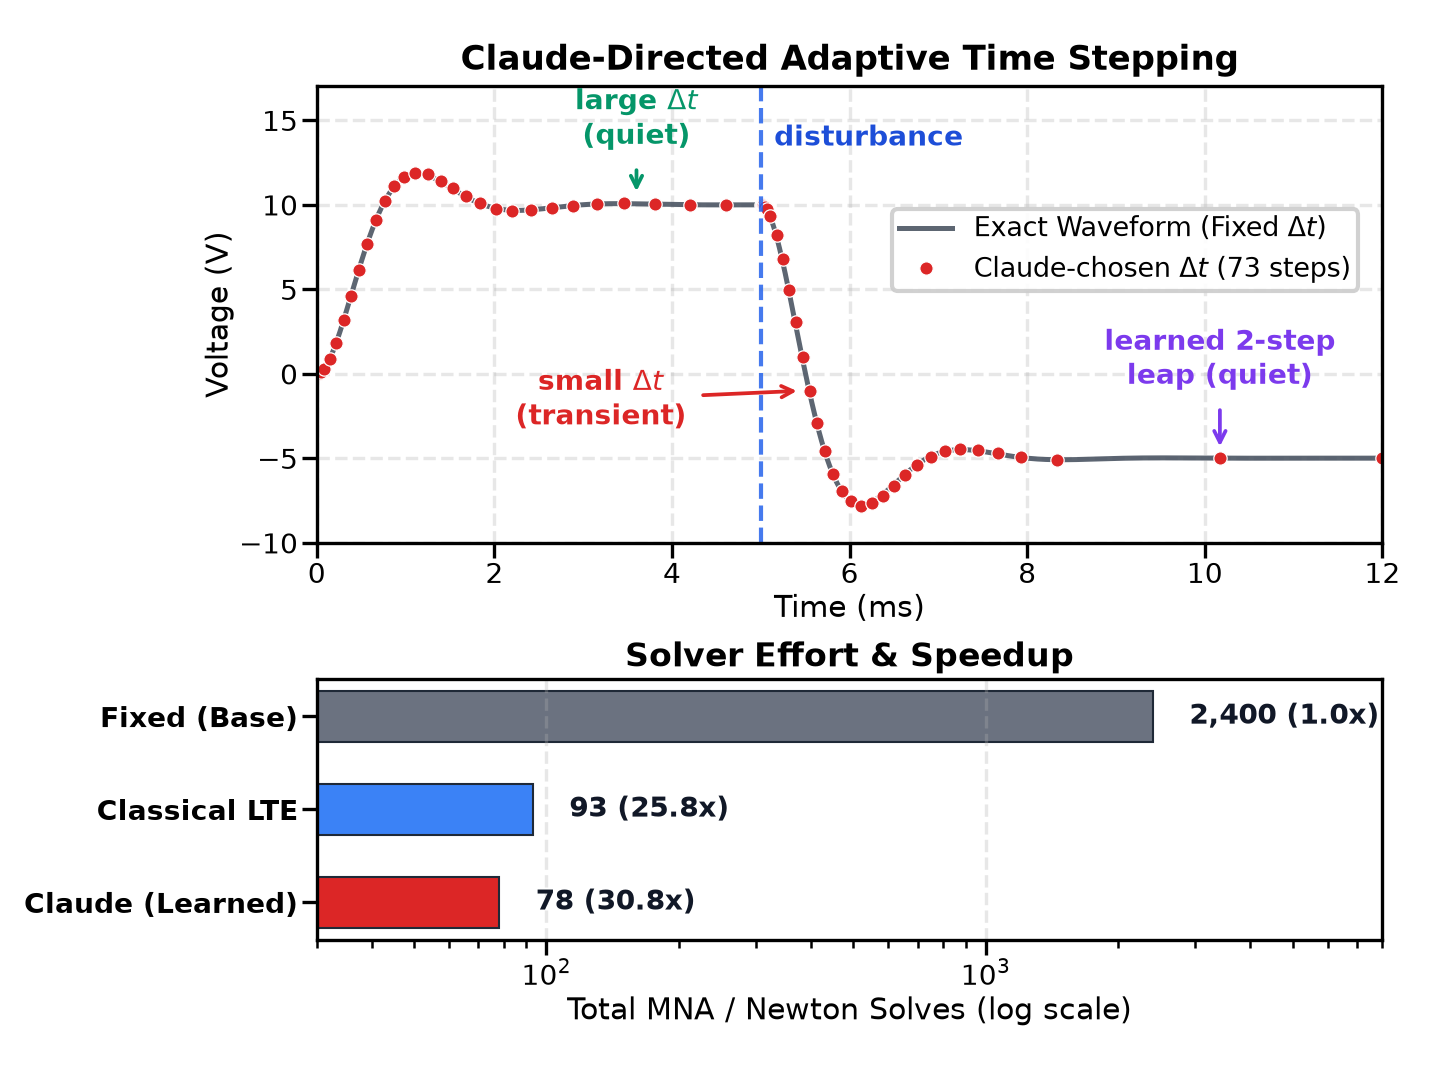 Claude-Directed Adaptive Time Stepping
Voltage (V)
15
10
5
0
−5
−10
large Δt
(quiet)
disturbance
Exact Waveform (Fixed Δt)
Claude-chosen Δt (73 steps)
learned 2-step
leap (quiet)
small Δt
(transient)
0 2 4 6 8 10 12
Time (ms)
Solver Effort & Speedup
Fixed (Base) 2,400 (1.0x)
Classical LTE 93 (25.8x)
Claude (Learned) 78 (30.8x)
10² 10³
Total MNA / Newton Solves (log scale)